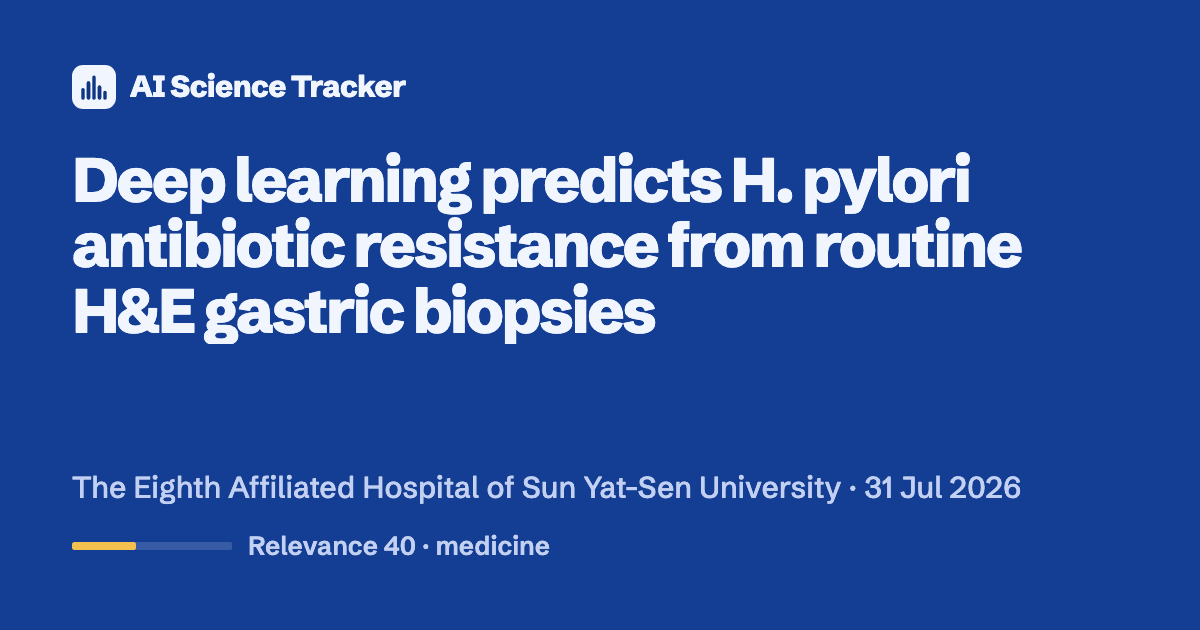 AI Science Tracker
Deep learning predicts H. pylori
antibiotic resistance from routine
H&E gastric biopsies
The Eighth Affiliated Hospital of Sun Yat-Sen University · 31 Jul 2026
Relevance 40 · medicine